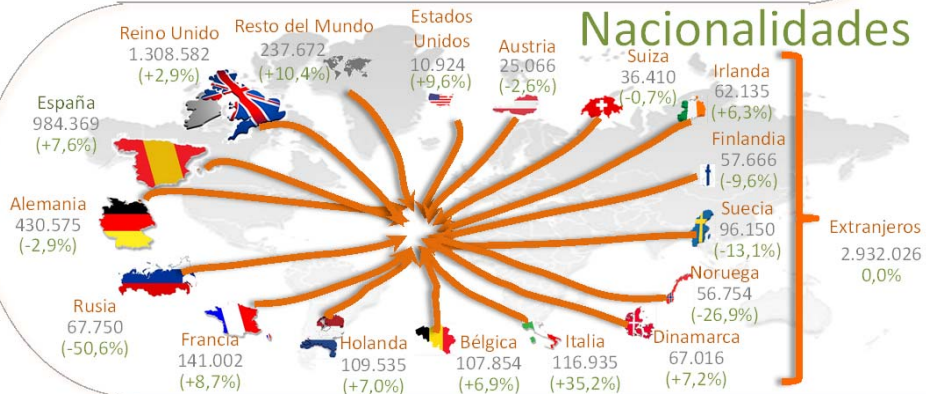 Nacionalidades
Reino Unido
1.308.582
(+2,9%)
Resto del Mundo
237.672
(+10,4%)
Estados
Unidos
10.924
(+9,6%)
Austria
25.066
(-2,6%)
Suiza
36.410
(-0,7%)
Irlanda
62.135
(+6,3%)
España
984.369
(+7,6%)
Finlandia
57.666
(-9,6%)
Alemania
430.575
(-2,9%)
Suecia
96.150
(-13,1%)
Extranjeros
2.932.026
0,0%
Rusia
67.750
(-50,6%)
Francia
141.002
(+8,7%)
Holanda
109.535
(+7,0%)
Bélgica
107.854
(+6,9%)
Italia
116.935
(+35,2%)
Noruega
56.754
(-26,9%)
Dinamarca
67.016
(+7,2%)